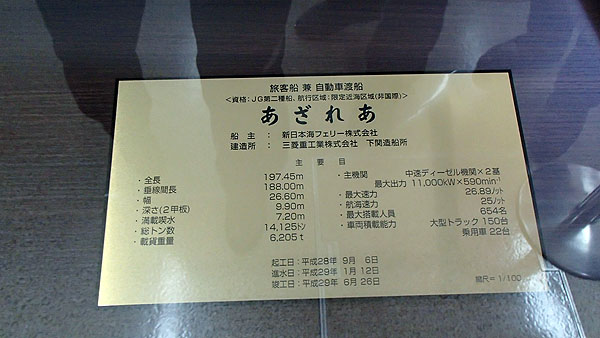 旅客船 兼 自動車渡船
<資格：JG第二種船、航行区域：限定近海区域(非国際)>
あざれあ
船　主： 新日本海フェリー株式会社
建造所： 三菱重工業株式会社　下関造船所
主　要　目
・全長 197.45m
・垂線間長 188.00m
・幅 26.60m
・深さ(２甲板) 9.90m
・満載喫水 7.20m
・総トン数 14,125トン
・載貨重量 6,205 t
・主機関 中速ディーゼル機関×２基
最大出力 11,000kW×590min⁻¹
・最大速力 26.89ノット
・航海速力 25ノット
・最大搭載人員 654名
・車両積載能力 大型トラック 150台
乗用車 22台
起工日：平成28年 9月 6日
進水日：平成29年 1月 12日
竣工日：平成29年 6月 26日
縮尺＝ 1/100